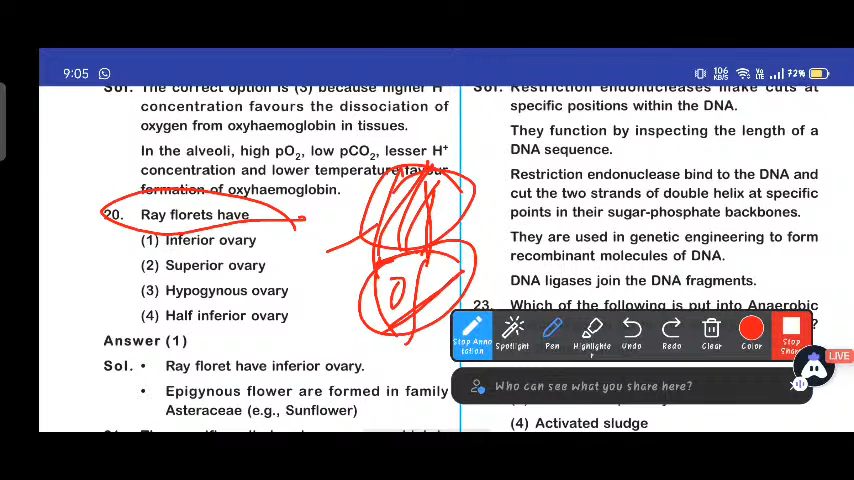 9:05
106 KB/S
72%
Sol. The correct option is (3) because higher H
concentration favours the dissociation of
oxygen from oxyhaemoglobin in tissues.
In the alveoli, high pO2, low pCO2, lesser H+
concentration and lower temperature favour
formation of oxyhaemoglobin.
20. Ray florets have
(1) Inferior ovary
(2) Superior ovary
(3) Hypogynous ovary
(4) Half inferior ovary
Answer (1)
Sol. • Ray floret have inferior ovary.
• Epigynous flower are formed in family
Asteraceae (e.g., Sunflower)
Sol. Restriction endonucleases make cuts at
specific positions within the DNA.
They function by inspecting the length of a
DNA sequence.
Restriction endonuclease bind to the DNA and
cut the two strands of double helix at specific
points in their sugar-phosphate backbones.
They are used in genetic engineering to form
recombinant molecules of DNA.
DNA ligases join the DNA fragments.
23. Which of the following is put into Anaerobic
?
Stop Anno
tation
Spotlight
Pen
Highlighte
r
Undo
Redo
Clear
Color
Stop
Share
LIVE
Who can see what you share here?
(4) Activated sludge